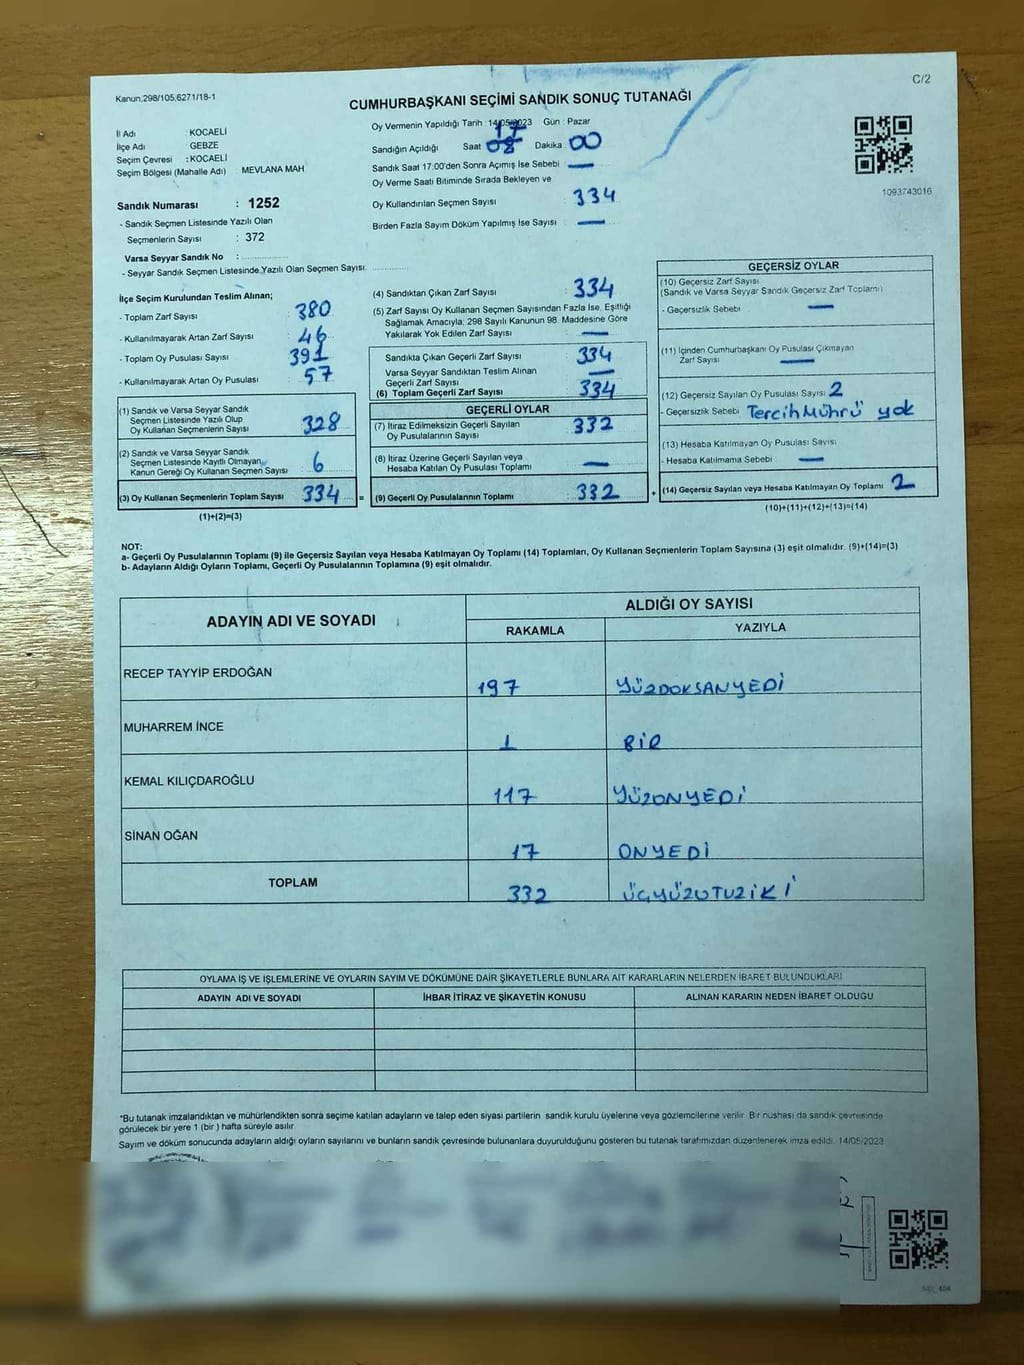 C/2
Kanun,298/105,6271/18-1
CUMHURBAŞKANI SEÇİMİ SANDIK SONUÇ TUTANAĞI
İl Adı : KOCAELİ
İlçe Adı : GEBZE
Seçim Çevresi : KOCAELİ
Seçim Bölgesi (Mahalle Adı) MEVLANA MAH
Sandık Numarası : 1252
- Sandık Seçmen Listesinde Yazılı Olan
Seçmenlerin Sayısı : 372
Varsa Seyyar Sandık No :
- Seyyar Sandık Seçmen Listesinde Yazılı Olan Seçmen Sayısı:
Oy Vermenin Yapıldığı Tarih : 14/05/2023 Gün : Pazar
Sandığın Açıldığı Saat 17 08 Dakika 00
Sandık Saat 17:00'den Sonra Açımış İse Sebebi : —
Oy Verme Saati Bitiminde Sırada Bekleyen ve
Oy Kullandırılan Seçmen Sayısı : 334
Birden Fazla Sayım Döküm Yapılmış İse Sayısı : —
1093743016
İlçe Seçim Kurulundan Teslim Alınan;
- Toplam Zarf Sayısı : 380
- Kullanılmayarak Artan Zarf Sayısı : 46
- Toplam Oy Pusulası Sayısı : 391
- Kullanılmayarak Artan Oy Pusulası : 57
(1) Sandık ve Varsa Seyyar Sandık
Seçmen Listesinde Yazılı Olup
Oy Kullanan Seçmenlerin Sayısı 328
(2) Sandık ve Varsa Seyyar Sandık
Seçmen Listesinde Kayıtlı Olmayan,
Kanun Gereği Oy Kullanan Seçmen Sayısı : 6
(3) Oy Kullanan Seçmenlerin Toplam Sayısı 334 =
(1)+(2)=(3)
(4) Sandıktan Çıkan Zarf Sayısı : 334
(5) Zarf Sayısı Oy Kullanan Seçmen Sayısından Fazla İse, Eşitliği
Sağlamak Amacıyla, 298 Sayılı Kanunun 98. Maddesine Göre
Yakılarak Yok Edilen Zarf Sayısı : —
Sandıkta Çıkan Geçerli Zarf Sayısı : 334
Varsa Seyyar Sandıktan Teslim Alınan
Geçerli Zarf Sayısı : —
(6) Toplam Geçerli Zarf Sayısı : 334
GEÇERLİ OYLAR
(7) İtiraz Edilmeksizin Geçerli Sayılan
Oy Pusulalarının Sayısı : 332
(8) İtiraz Üzerine Geçerli Sayılan veya
Hesaba Katılan Oy Pusulası Toplamı : —
(9) Geçerli Oy Pusulalarının Toplamı : 332 +
GEÇERSİZ OYLAR
(10) Geçersiz Zarf Sayısı
(Sandık ve Varsa Seyyar Sandık Geçersiz Zarf Toplamı)
- Geçersizlik Sebebi : —
(11) İçinden Cumhurbaşkanı Oy Pusulası Çıkmayan
Zarf Sayısı : —
(12) Geçersiz Sayılan Oy Pusulası Sayısı : 2
- Geçersizlik Sebebi Tercih Mührü yok
(13) Hesaba Katılmayan Oy Pusulası Sayısı
- Hesaba Katılmama Sebebi : —
(14) Geçersiz Sayılan veya Hesaba Katılmayan Oy Toplamı : 2
(10)+(11)+(12)+(13)=(14)
NOT:
a- Geçerli Oy Pusulalarının Toplamı (9) ile Geçersiz Sayılan veya Hesaba Katılmayan Oy Toplamı (14) Toplamları, Oy Kullanan Seçmenlerin Toplam Sayısına (3) eşit olmalıdır. (9)+(14)=(3)
b- Adayların Aldığı Oyların Toplamı, Geçerli Oy Pusulalarının Toplamına (9) eşit olmalıdır.
ADAYIN ADI VE SOYADI ALDIĞI OY SAYISI
RAKAMLA YAZIYLA
RECEP TAYYİP ERDOĞAN 197 YÜZDOKSANYEDİ
MUHARREM İNCE 1 BİR
KEMAL KILIÇDAROĞLU 117 YÜZONYEDİ
SİNAN OĞAN 17 ONYEDİ
TOPLAM 332 ÜÇYÜZOTUZİKİ
OYLAMA İŞ VE İŞLEMLERİNE VE OYLARIN SAYIM VE DÖKÜMÜNE DAİR ŞİKAYETLERLE BUNLARA AİT KARARLARIN NELERDEN İBARET BULUNDUKLARI
ADAYIN ADI VE SOYADI İHBAR İTİRAZ VE ŞİKAYETİN KONUSU ALINAN KARARIN NEDEN İBARET OLDUĞU
*Bu tutanak imzalandıktan ve mühürlendikten sonra seçime katılan adayların ve talep eden siyasi partilerin sandık kurulu üyelerine veya gözlemcilerine verilir. Bir nüshası da sandık çevresinde
görülecek bir yere 1 (bir ) hafta süreyle asılır.
Sayım ve döküm sonucunda adayların aldığı oyların sayılarını ve bunların sandık çevresinde bulunanlara duyurulduğunu gösteren bu tutanak tarafımızdan düzenlenerek imza edildi. 14/05/2023